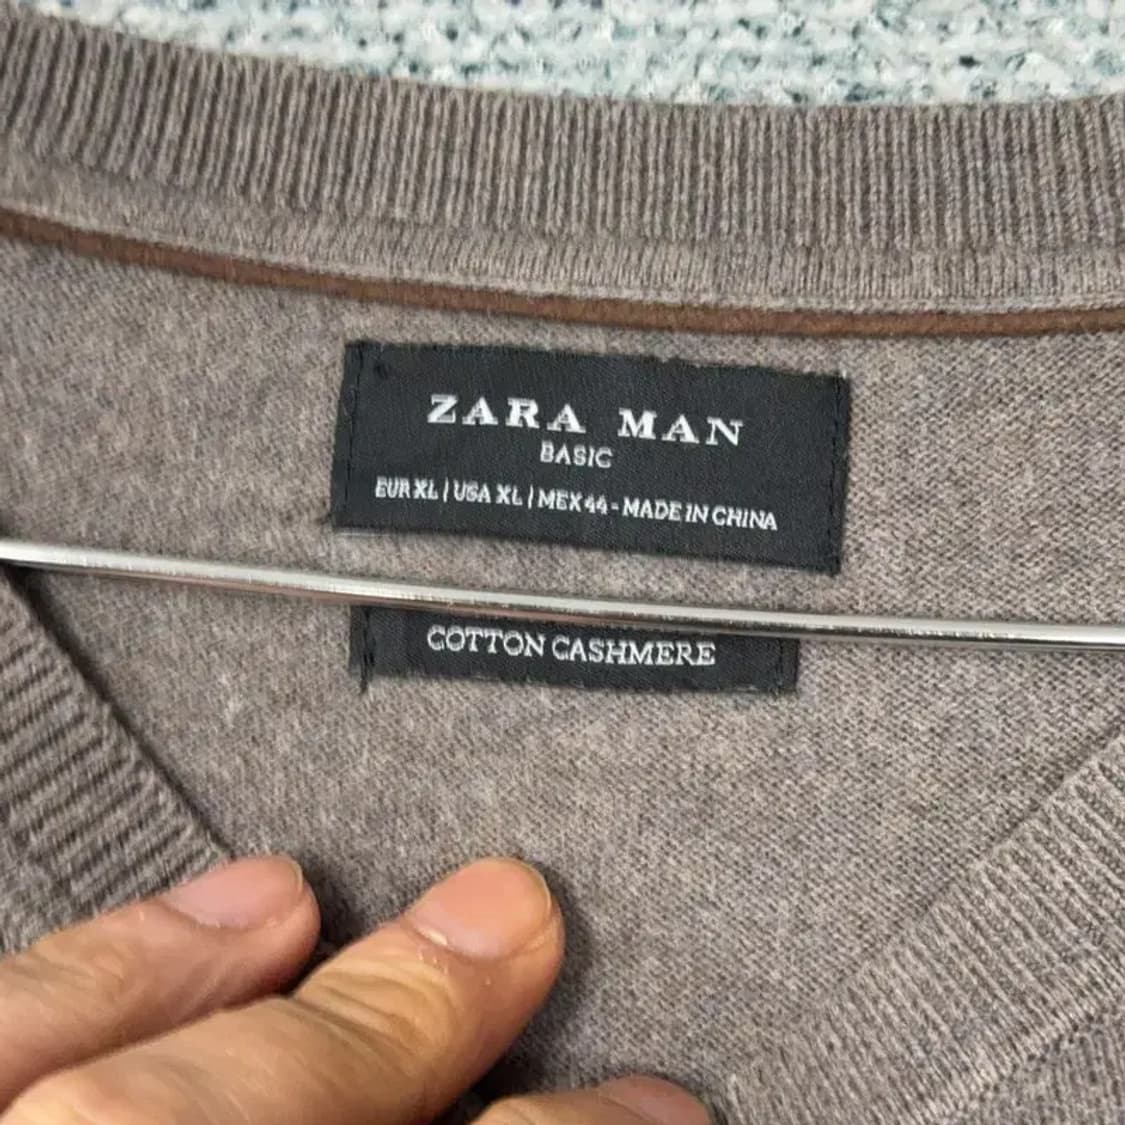 ZARA MAN
BASIC
EUR XL | USA XL | MEX 44 - MADE IN CHINA
COTTON CASHMERE